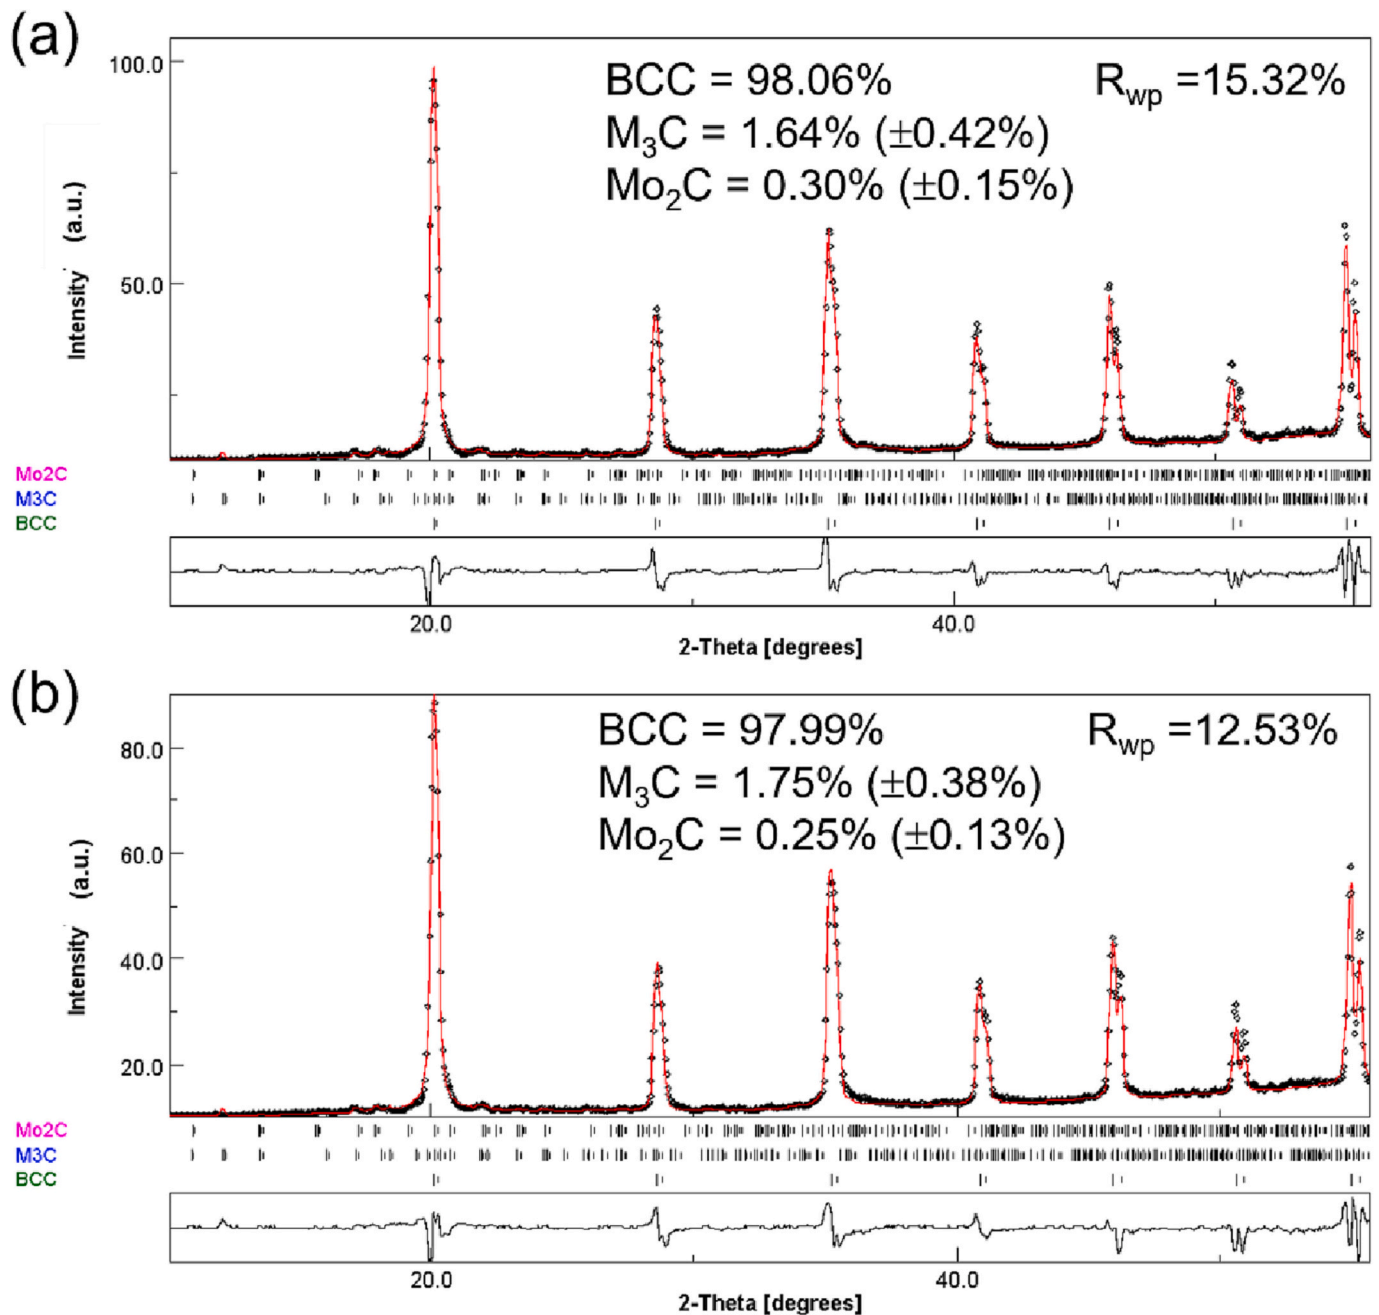 (a)
100.0
50.0
Intensity (a.u.)
BCC = 98.06%
R_wp =15.32%
M₃C = 1.64% (±0.42%)
Mo₂C = 0.30% (±0.15%)
Mo2C
M3C
BCC
20.0 40.0
2-Theta [degrees]
(b)
80.0
60.0
40.0
20.0
Intensity (a.u.)
BCC = 97.99%
R_wp =12.53%
M₃C = 1.75% (±0.38%)
Mo₂C = 0.25% (±0.13%)
Mo2C
M3C
BCC
20.0 40.0
2-Theta [degrees]